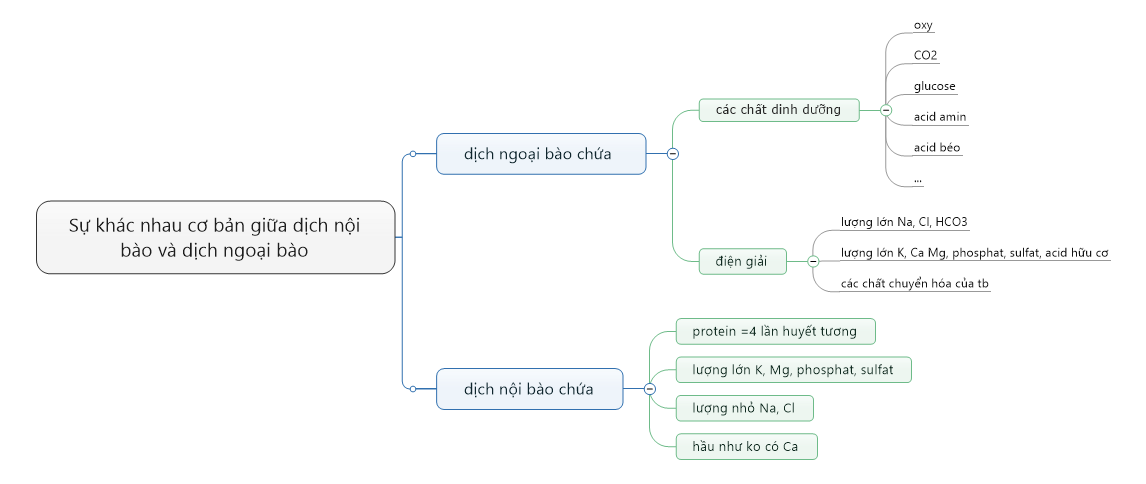 Sự khác nhau cơ bản giữa dịch nội
bào và dịch ngoại bào
dịch ngoại bào chứa
các chất dinh dưỡng
oxy
CO2
glucose
acid amin
acid béo
...
điện giải
lượng lớn Na, Cl, HCO3
lượng lớn K, Ca Mg, phosphat, sulfat, acid hữu cơ
các chất chuyển hóa của tb
dịch nội bào chứa
protein =4 lần huyết tương
lượng lớn K, Mg, phosphat, sulfat
lượng nhỏ Na, Cl
hầu như ko có Ca